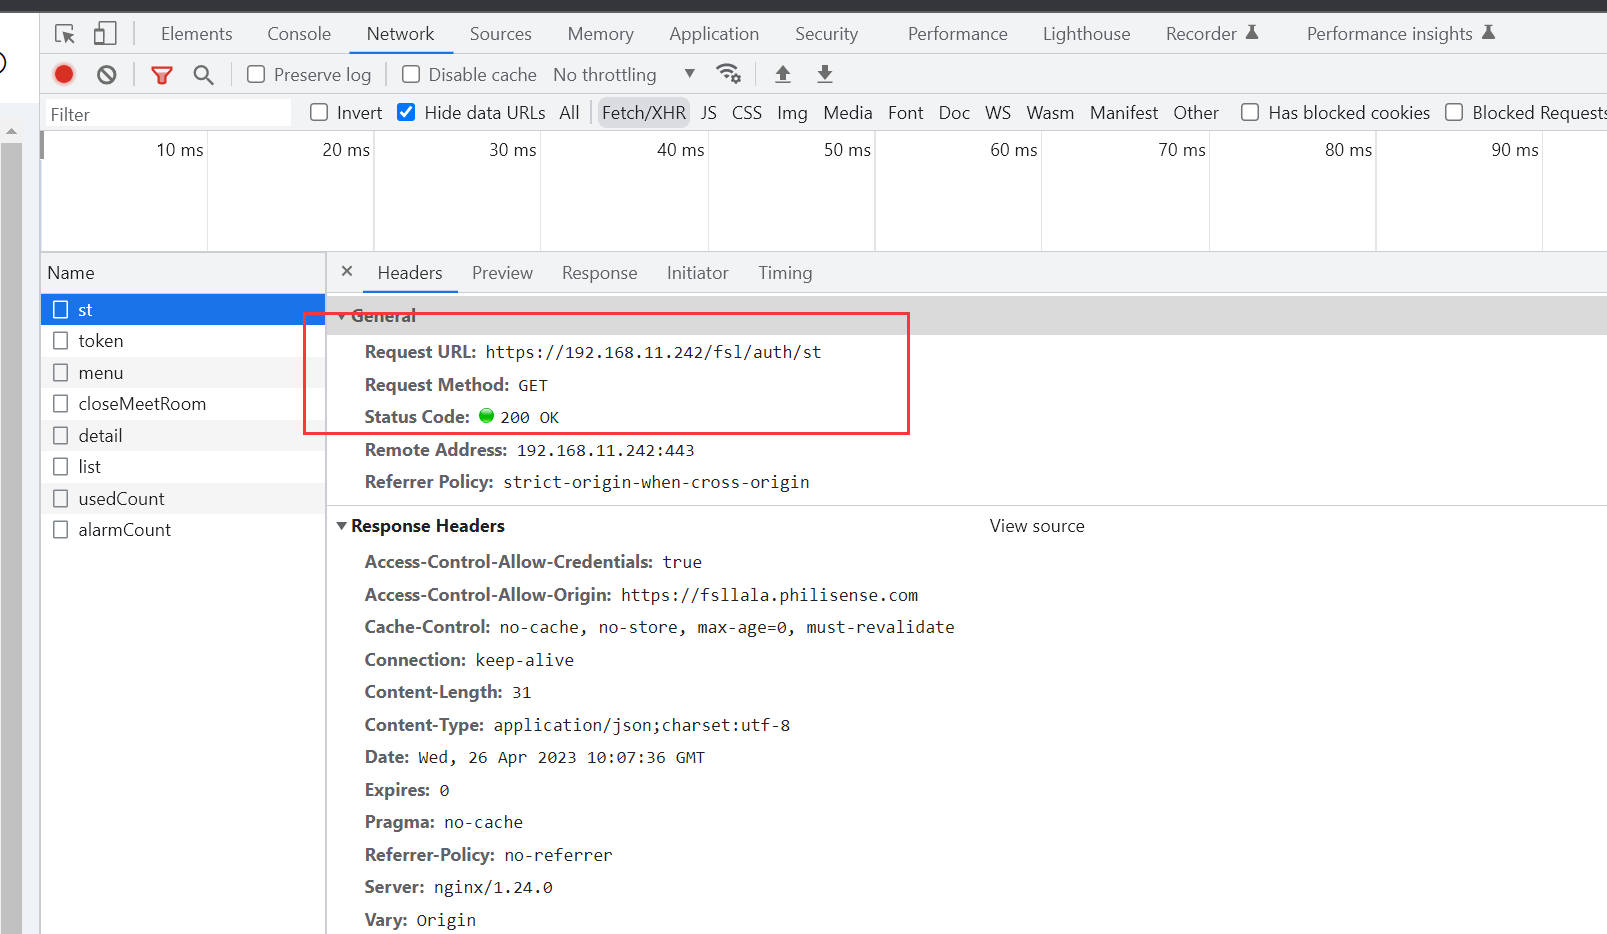 Elements Console Network Sources Memory Application Security Performance Lighthouse Recorder Performance insights
Preserve log Disable cache No throttling
Filter Invert Hide data URLs All Fetch/XHR JS CSS Img Media Font Doc WS Wasm Manifest Other Has blocked cookies Blocked Requests
10 ms 20 ms 30 ms 40 ms 50 ms 60 ms 70 ms 80 ms 90 ms
Name
st
token
menu
closeMeetRoom
detail
list
usedCount
alarmCount
× Headers Preview Response Initiator Timing
General
Request URL: https://192.168.11.242/fsl/auth/st
Request Method: GET
Status Code: 200 OK
Remote Address: 192.168.11.242:443
Referrer Policy: strict-origin-when-cross-origin
Response Headers View source
Access-Control-Allow-Credentials: true
Access-Control-Allow-Origin: https://fsllala.philisense.com
Cache-Control: no-cache, no-store, max-age=0, must-revalidate
Connection: keep-alive
Content-Length: 31
Content-Type: application/json;charset:utf-8
Date: Wed, 26 Apr 2023 10:07:36 GMT
Expires: 0
Pragma: no-cache
Referrer-Policy: no-referrer
Server: nginx/1.24.0
Vary: Origin